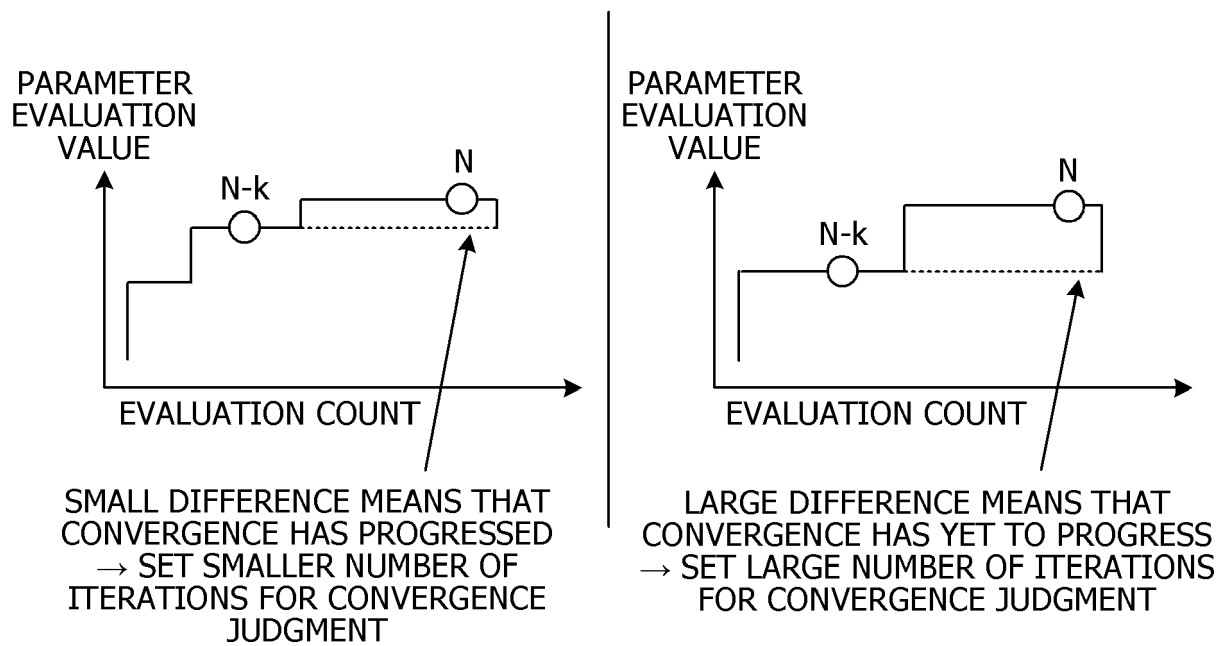 PARAMETER
EVALUATION
VALUE
N-k
N
EVALUATION COUNT
SMALL DIFFERENCE MEANS THAT
CONVERGENCE HAS PROGRESSED
→ SET SMALLER NUMBER OF
ITERATIONS FOR CONVERGENCE
JUDGMENT
PARAMETER
EVALUATION
VALUE
N-k
N
EVALUATION COUNT
LARGE DIFFERENCE MEANS THAT
CONVERGENCE HAS YET TO PROGRESS
→ SET LARGE NUMBER OF ITERATIONS
FOR CONVERGENCE JUDGMENT